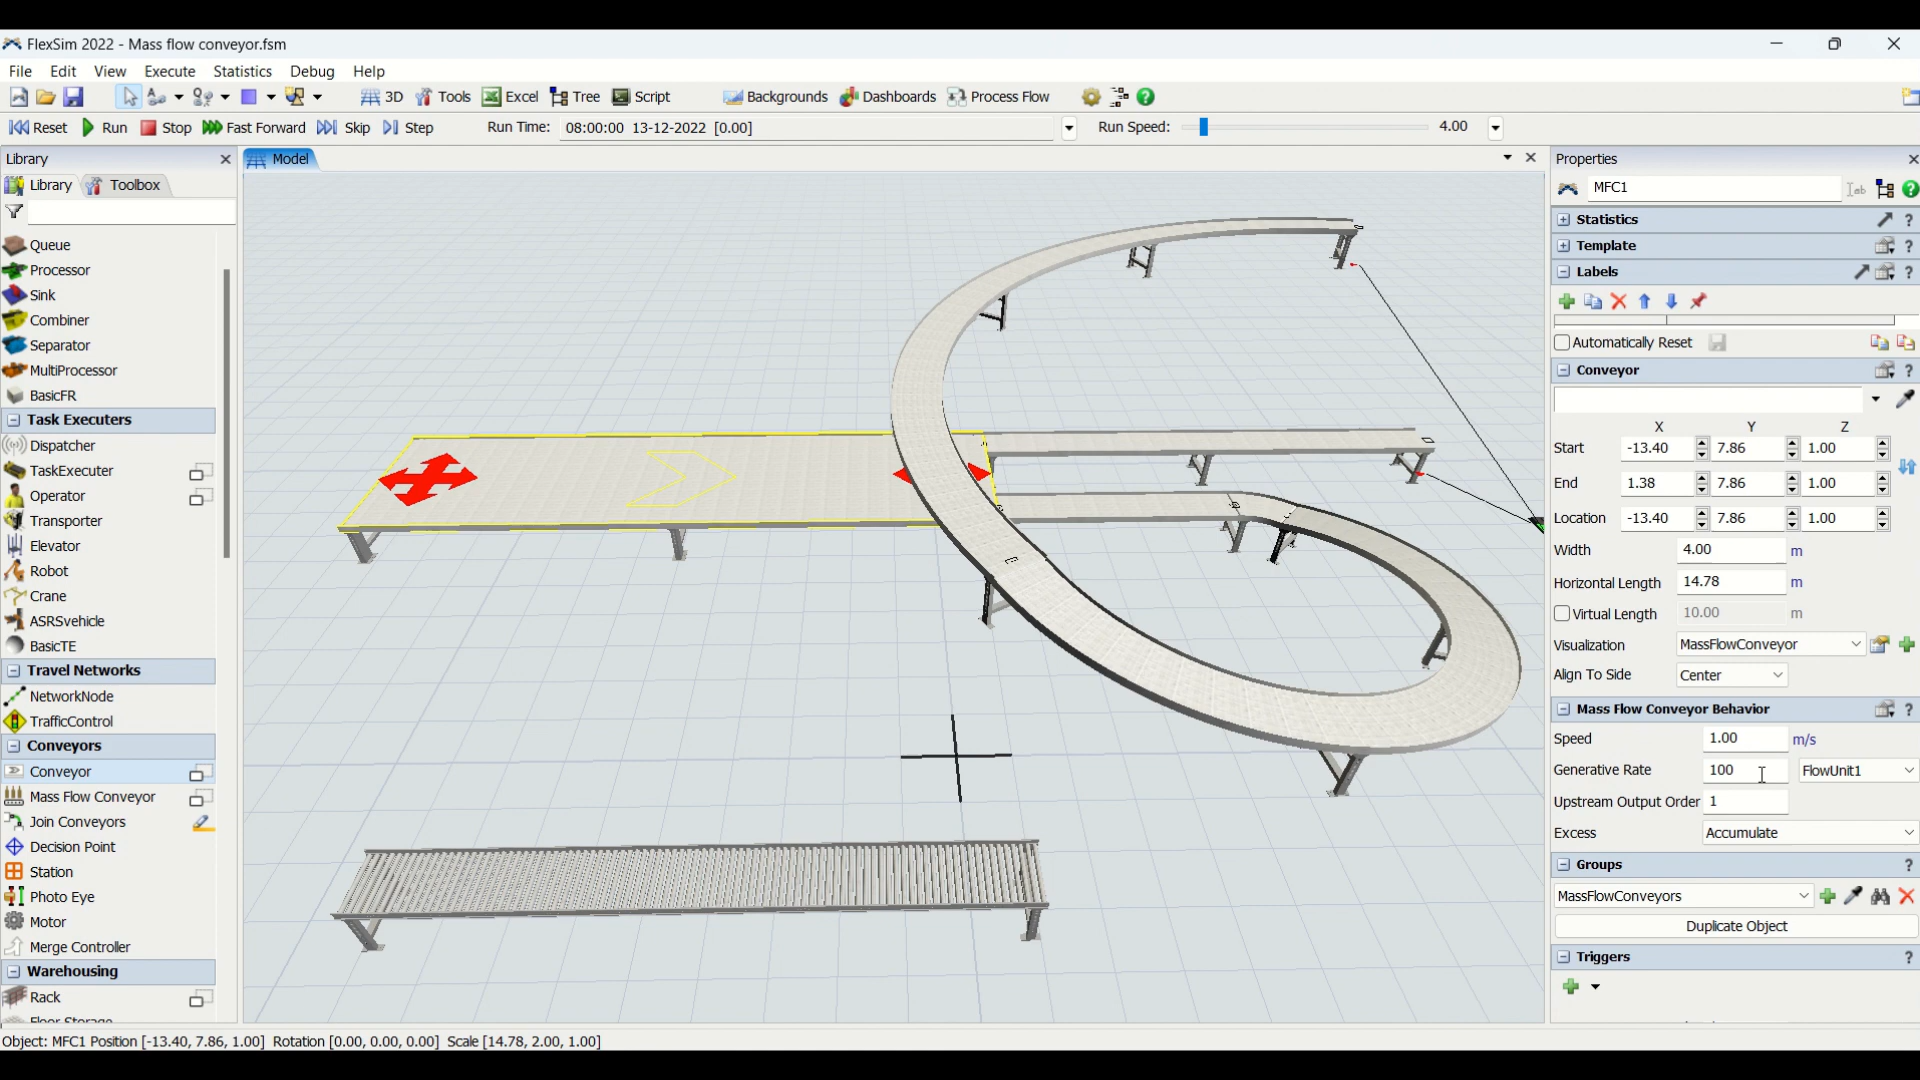 FlexSim 2022 - Mass flow conveyor.fsm
File Edit View Execute Statistics Debug Help
3D Tools Excel Tree Script Backgrounds Dashboards Process Flow
Reset Run Stop Fast Forward Skip Step Run Time: 08:00:00 13-12-2022 [0.00] Run Speed: 4.00
Library
Library Toolbox
Queue
Processor
Sink
Combiner
Separator
MultiProcessor
BasicFR
Task Executers
Dispatcher
TaskExecuter
Operator
Transporter
Elevator
Robot
Crane
ASRSvehicle
BasicTE
Travel Networks
NetworkNode
TrafficControl
Conveyors
Conveyor
Mass Flow Conveyor
Join Conveyors
Decision Point
Station
Photo Eye
Motor
Merge Controller
Warehousing
Rack
Floor Storage
Model
Properties
MFC1
Statistics
Template
Labels
Automatically Reset
Conveyor
X Y Z
Start -13.40 7.86 1.00
End 1.38 7.86 1.00
Location -13.40 7.86 1.00
Width 4.00 m
Horizontal Length 14.78 m
Virtual Length 10.00 m
Visualization MassFlowConveyor
Align To Side Center
Mass Flow Conveyor Behavior
Speed 1.00 m/s
Generative Rate 100 FlowUnit1
Upstream Output Order 1
Excess Accumulate
Groups
MassFlowConveyors
Duplicate Object
Triggers
Object: MFC1 Position [-13.40, 7.86, 1.00] Rotation [0.00, 0.00, 0.00] Scale [14.78, 2.00, 1.00]